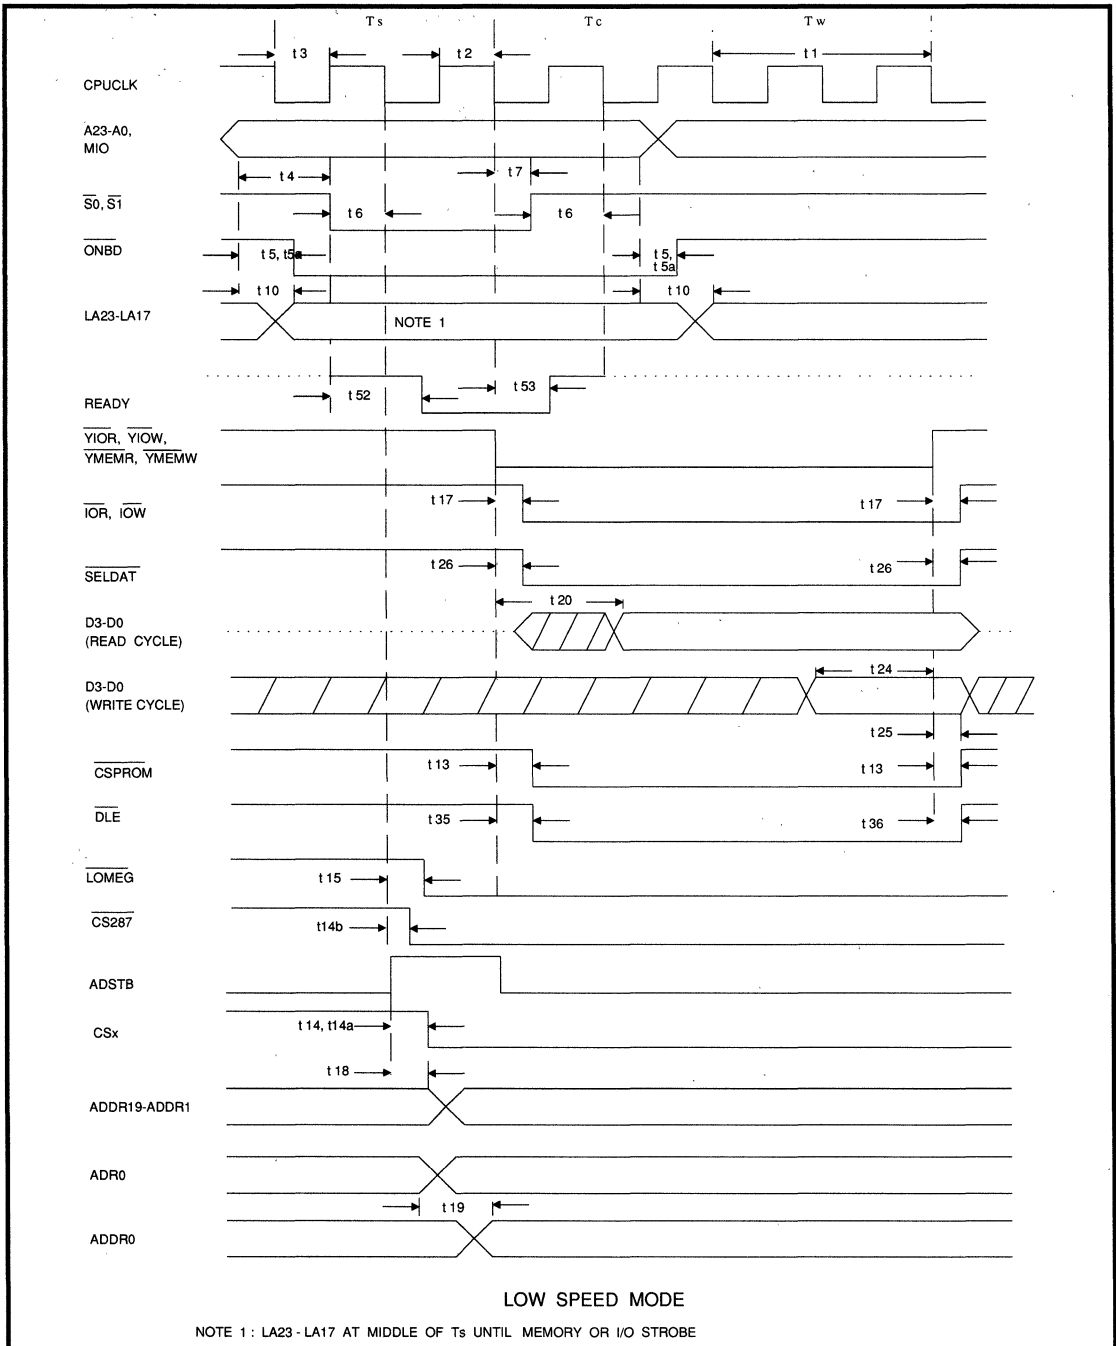 Ts Tc Tw
t3 t2 t1
CPUCLK
A23-A0,
MIO
t4 t7
S0, S1
t6 t6
ONBD
t5, t5a t5,
t5a
t10 t10
LA23-LA17
NOTE 1
t52 t53
READY
YIOR, YIOW,
YMEMR, YMEMW
t17 t17
IOR, IOW
t26 t26
SELDAT
t20
D3-D0
(READ CYCLE)
t24
D3-D0
(WRITE CYCLE)
t25
t13 t13
CSPROM
DLE
t35 t36
t15
LOMEG
CS287
t14b
ADSTB
t14, t14a
CSx
t18
ADDR19-ADDR1
ADR0
t19
ADDR0
LOW SPEED MODE
NOTE 1 : LA23 - LA17 AT MIDDLE OF Ts UNTIL MEMORY OR I/O STROBE